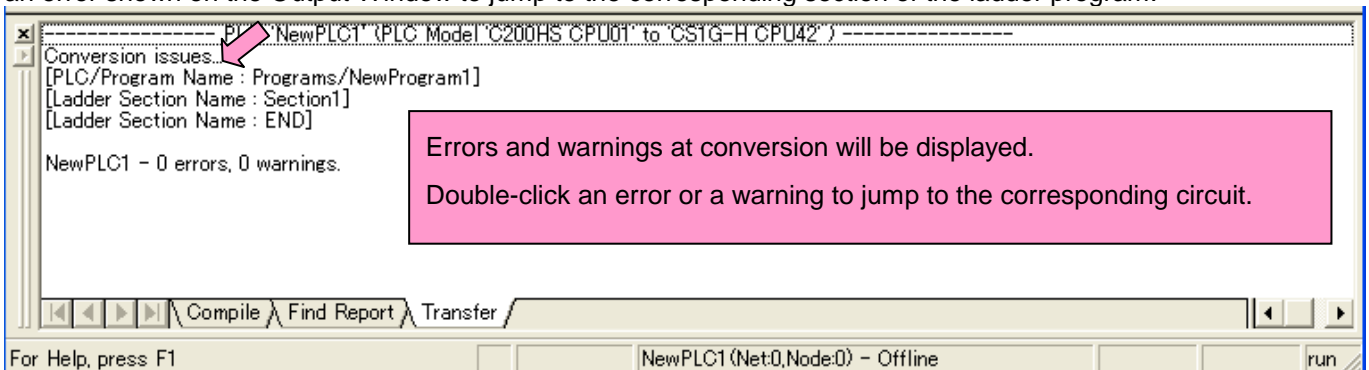 an error shown on the Output Window to jump to the corresponding section of the ladder program.
---------------- PLC: 'NewPLC1' (PLC Model 'C200HS CPU01' to 'CS1G-H CPU42' ) ----------------
Conversion issues...
[PLC/Program Name : Programs/NewProgram1]
[Ladder Section Name : Section1]
[Ladder Section Name : END]
NewPLC1 - 0 errors, 0 warnings.
Errors and warnings at conversion will be displayed.
Double-click an error or a warning to jump to the corresponding circuit.
Compile Find Report Transfer
For Help, press F1 NewPLC1(Net:0,Node:0) - Offline run